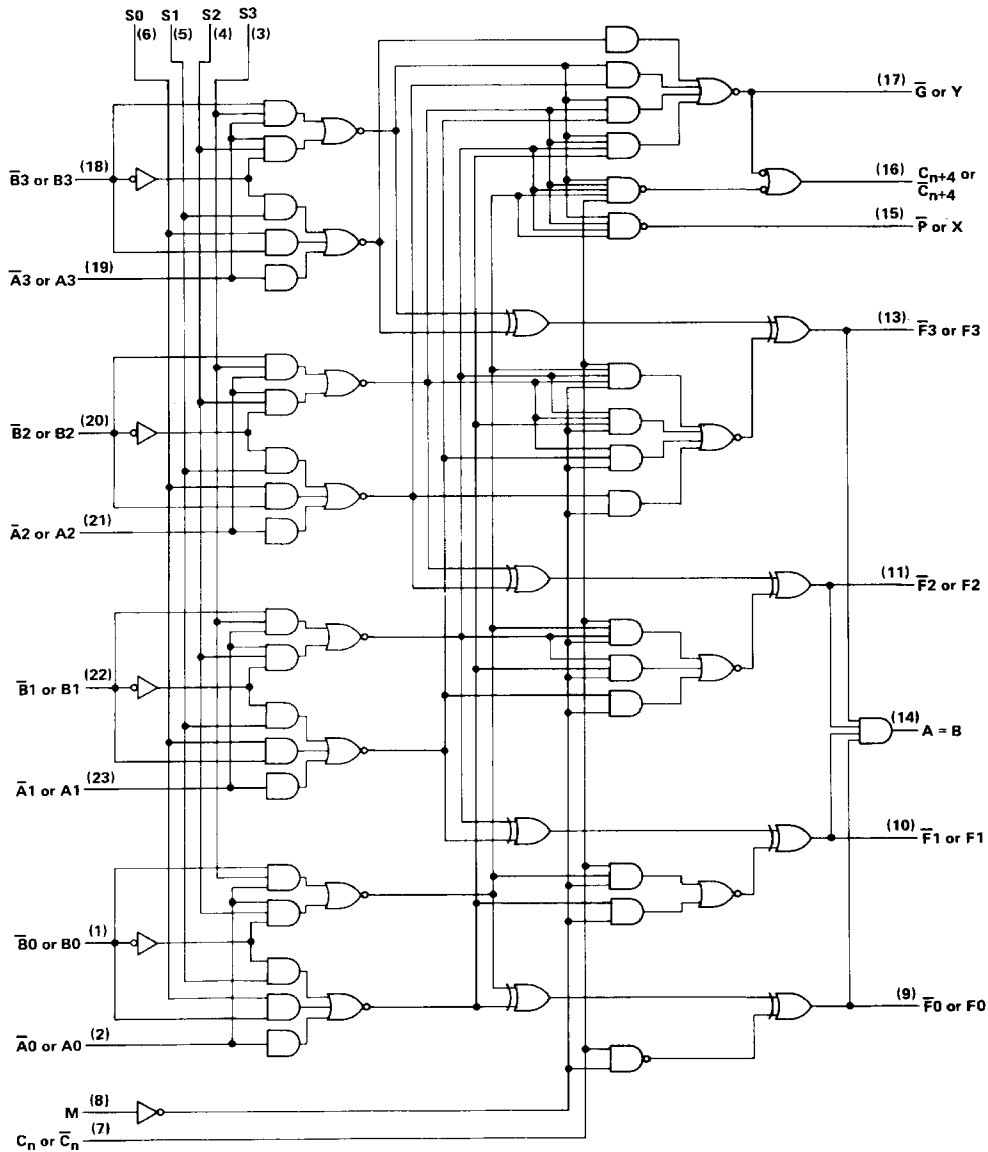 S0 S1 S2 S3
(6) (5) (4) (3)
(17) G̅ or Y
(16) Cn+4 or
C̅n+4
(15) P̅ or X
B̅3 or B3 (18)
A̅3 or A3 (19)
(13) F̅3 or F3
B̅2 or B2 (20)
A̅2 or A2 (21)
(11) F̅2 or F2
B̅1 or B1 (22)
(14) A = B
A̅1 or A1 (23)
(10) F̅1 or F1
B̅0 or B0 (1)
(9) F̅0 or F0
A̅0 or A0 (2)
M (8)
Cn or C̅n (7)